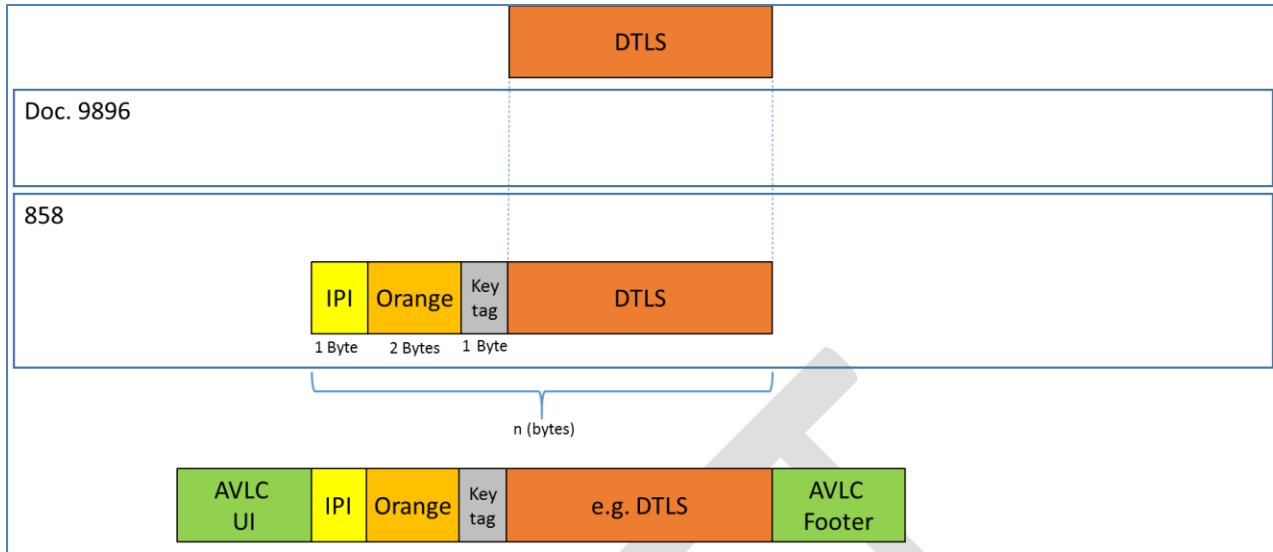 DTLS
Doc. 9896
858
IPI Orange Key tag DTLS
1 Byte 2 Bytes 1 Byte
n (bytes)
AVLC UI IPI Orange Key tag e.g. DTLS AVLC Footer